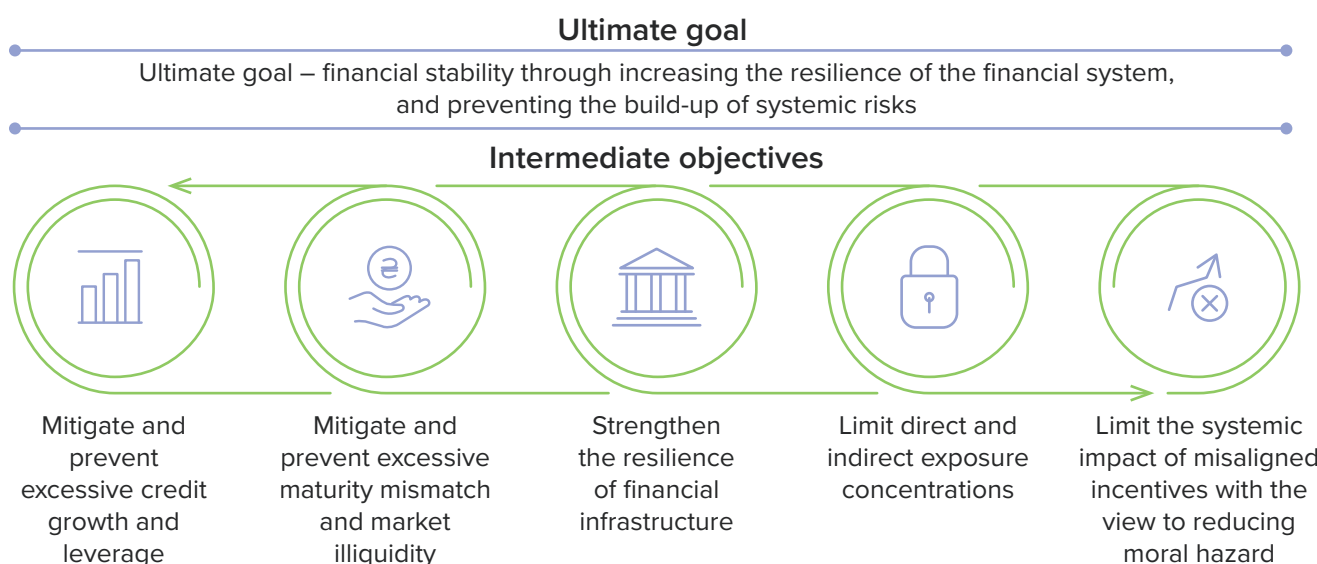 Ultimate goal
Ultimate goal – financial stability through increasing the resilience of the financial system,
and preventing the build-up of systemic risks
Intermediate objectives
₴
Mitigate and
prevent
excessive credit
growth and
leverage
Mitigate and
prevent excessive
maturity mismatch
and market
illiquidity
Strengthen
the resilience
of financial
infrastructure
Limit direct and
indirect exposure
concentrations
Limit the systemic
impact of misaligned
incentives with the
view to reducing
moral hazard